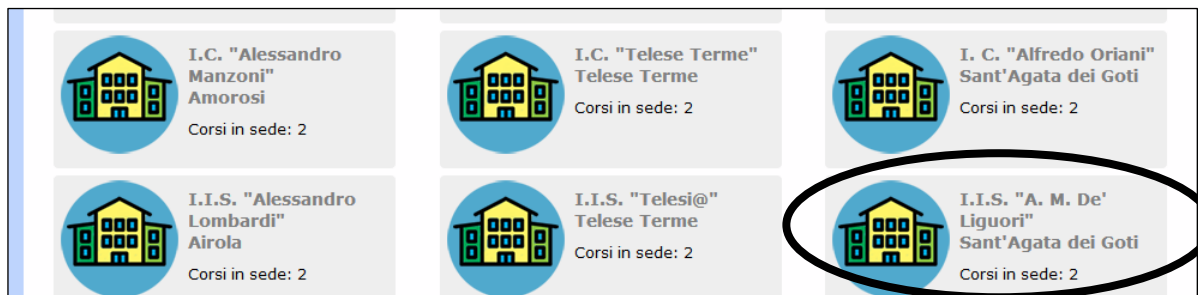 I.C. "Alessandro
Manzoni"
Amorosi
Corsi in sede: 2
I.C. "Telese Terme"
Telese Terme
Corsi in sede: 2
I. C. "Alfredo Oriani"
Sant'Agata dei Goti
Corsi in sede: 2
I.I.S. "Alessandro
Lombardi"
Airola
Corsi in sede: 2
I.I.S. "Telesi@"
Telese Terme
Corsi in sede: 2
I.I.S. "A. M. De'
Liguori"
Sant'Agata dei Goti
Corsi in sede: 2